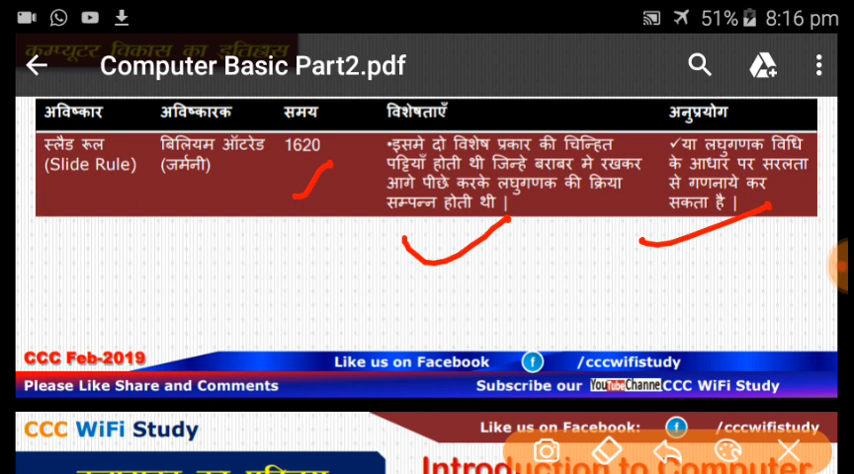 51% 8:16 pm
कम्प्यूटर विकास का इतिहास
Computer Basic Part2.pdf
अविष्कार अविष्कारक समय विशेषताएँ अनुप्रयोग
स्लैड रूल बिलियम ऑटरेड 1620 •इसमे दो विशेष प्रकार की चिन्हित ✓या लघुगणक विधि
(Slide Rule) (जर्मनी) पट्टियाँ होती थी जिन्हे बराबर मे रखकर के आधार पर सरलता
आगे पीछे करके लघुगणक की क्रिया से गणनाये कर
सम्पन्न होती थी | सकता है |
CCC Feb-2019 Like us on Facebook f /cccwifistudy
Please Like Share and Comments Subscribe our YouTube Channel CCC WiFi Study
CCC WiFi Study Like us on Facebook: f /cccwifistudy
Introduction to Computer